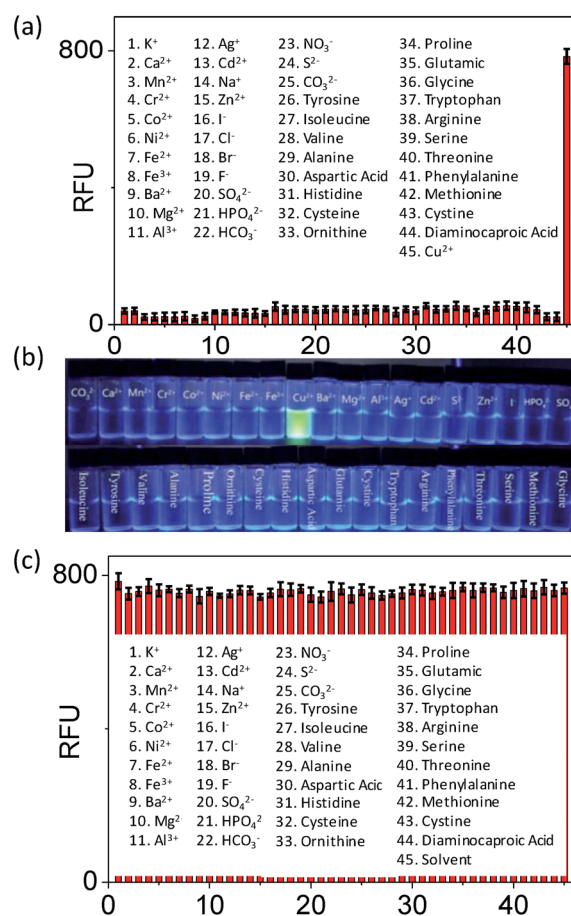 (a)
800
RFU
0
1. K⁺ 12. Ag⁺ 23. NO₃⁻ 34. Proline
2. Ca²⁺ 13. Cd²⁺ 24. S²⁻ 35. Glutamic
3. Mn²⁺ 14. Na⁺ 25. CO₃²⁻ 36. Glycine
4. Cr²⁺ 15. Zn²⁺ 26. Tyrosine 37. Tryptophan
5. Co²⁺ 16. I⁻ 27. Isoleucine 38. Arginine
6. Ni²⁺ 17. Cl⁻ 28. Valine 39. Serine
7. Fe²⁺ 18. Br⁻ 29. Alanine 40. Threonine
8. Fe³⁺ 19. F⁻ 30. Aspartic Acid 41. Phenylalanine
9. Ba²⁺ 20. SO₄²⁻ 31. Histidine 42. Methionine
10. Mg²⁺ 21. HPO₄²⁻ 32. Cysteine 43. Cystine
11. Al³⁺ 22. HCO₃⁻ 33. Ornithine 44. Diaminocaproic Acid
45. Cu²⁺
0 10 20 30 40
(b)
CO₃²⁻ Ca²⁺ Mn²⁺ Cr²⁺ Co²⁺ Ni²⁺ Fe²⁺ Fe³⁺ Cu²⁺ Ba²⁺ Mg²⁺ Al³⁺ Ag⁺ Cd²⁺ S²⁻ Zn²⁺ I⁻ HPO₄²⁻ SO₄
Isoleucine Tyrosine Valine Alanine Proline Ornithine Cysteine Histidine Aspartic Acid Glutamic Cystine Tryptophan Arginine Phenylalanine Threonine Serine Methionine Glycine
(c)
800
RFU
0
1. K⁺ 12. Ag⁺ 23. NO₃⁻ 34. Proline
2. Ca²⁺ 13. Cd²⁺ 24. S²⁻ 35. Glutamic
3. Mn²⁺ 14. Na⁺ 25. CO₃²⁻ 36. Glycine
4. Cr²⁺ 15. Zn²⁺ 26. Tyrosine 37. Tryptophan
5. Co²⁺ 16. I⁻ 27. Isoleucine 38. Arginine
6. Ni²⁺ 17. Cl⁻ 28. Valine 39. Serine
7. Fe²⁺ 18. Br⁻ 29. Alanine 40. Threonine
8. Fe³⁺ 19. F⁻ 30. Aspartic Acid 41. Phenylalanine
9. Ba²⁺ 20. SO₄²⁻ 31. Histidine 42. Methionine
10. Mg² 21. HPO₄² 32. Cysteine 43. Cystine
11. Al³⁺ 22. HCO₃⁻ 33. Ornithine 44. Diaminocaproic Acid
45. Solvent
0 10 20 30 40